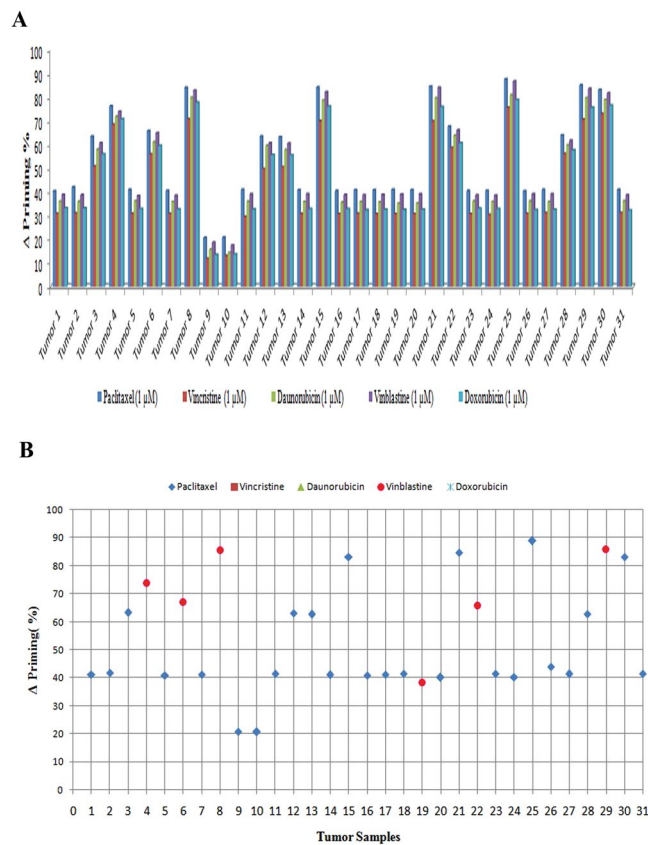 A
Δ Priming %
100
90
80
70
60
50
40
30
20
10
0
Tumor 1
Tumor 2
Tumor 3
Tumor 4
Tumor 5
Tumor 6
Tumor 7
Tumor 8
Tumor 9
Tumor 10
Tumor 11
Tumor 12
Tumor 13
Tumor 14
Tumor 15
Tumor 16
Tumor 17
Tumor 18
Tumor 19
Tumor 20
Tumor 21
Tumor 22
Tumor 23
Tumor 24
Tumor 25
Tumor 26
Tumor 27
Tumor 28
Tumor 29
Tumor 30
Tumor 31
Paclitaxel (1 µM) Vincristine (1 µM) Daunorubicin (1 µM) Vinblastine (1 µM) Doxorubicin (1 µM)
B
Paclitaxel Vincristine Daunorubicin Vinblastine Doxorubicin
Δ Priming( %)
100
90
80
70
60
50
40
30
20
10
0
0 1 2 3 4 5 6 7 8 9 10 11 12 13 14 15 16 17 18 19 20 21 22 23 24 25 26 27 28 29 30 31
Tumor Samples